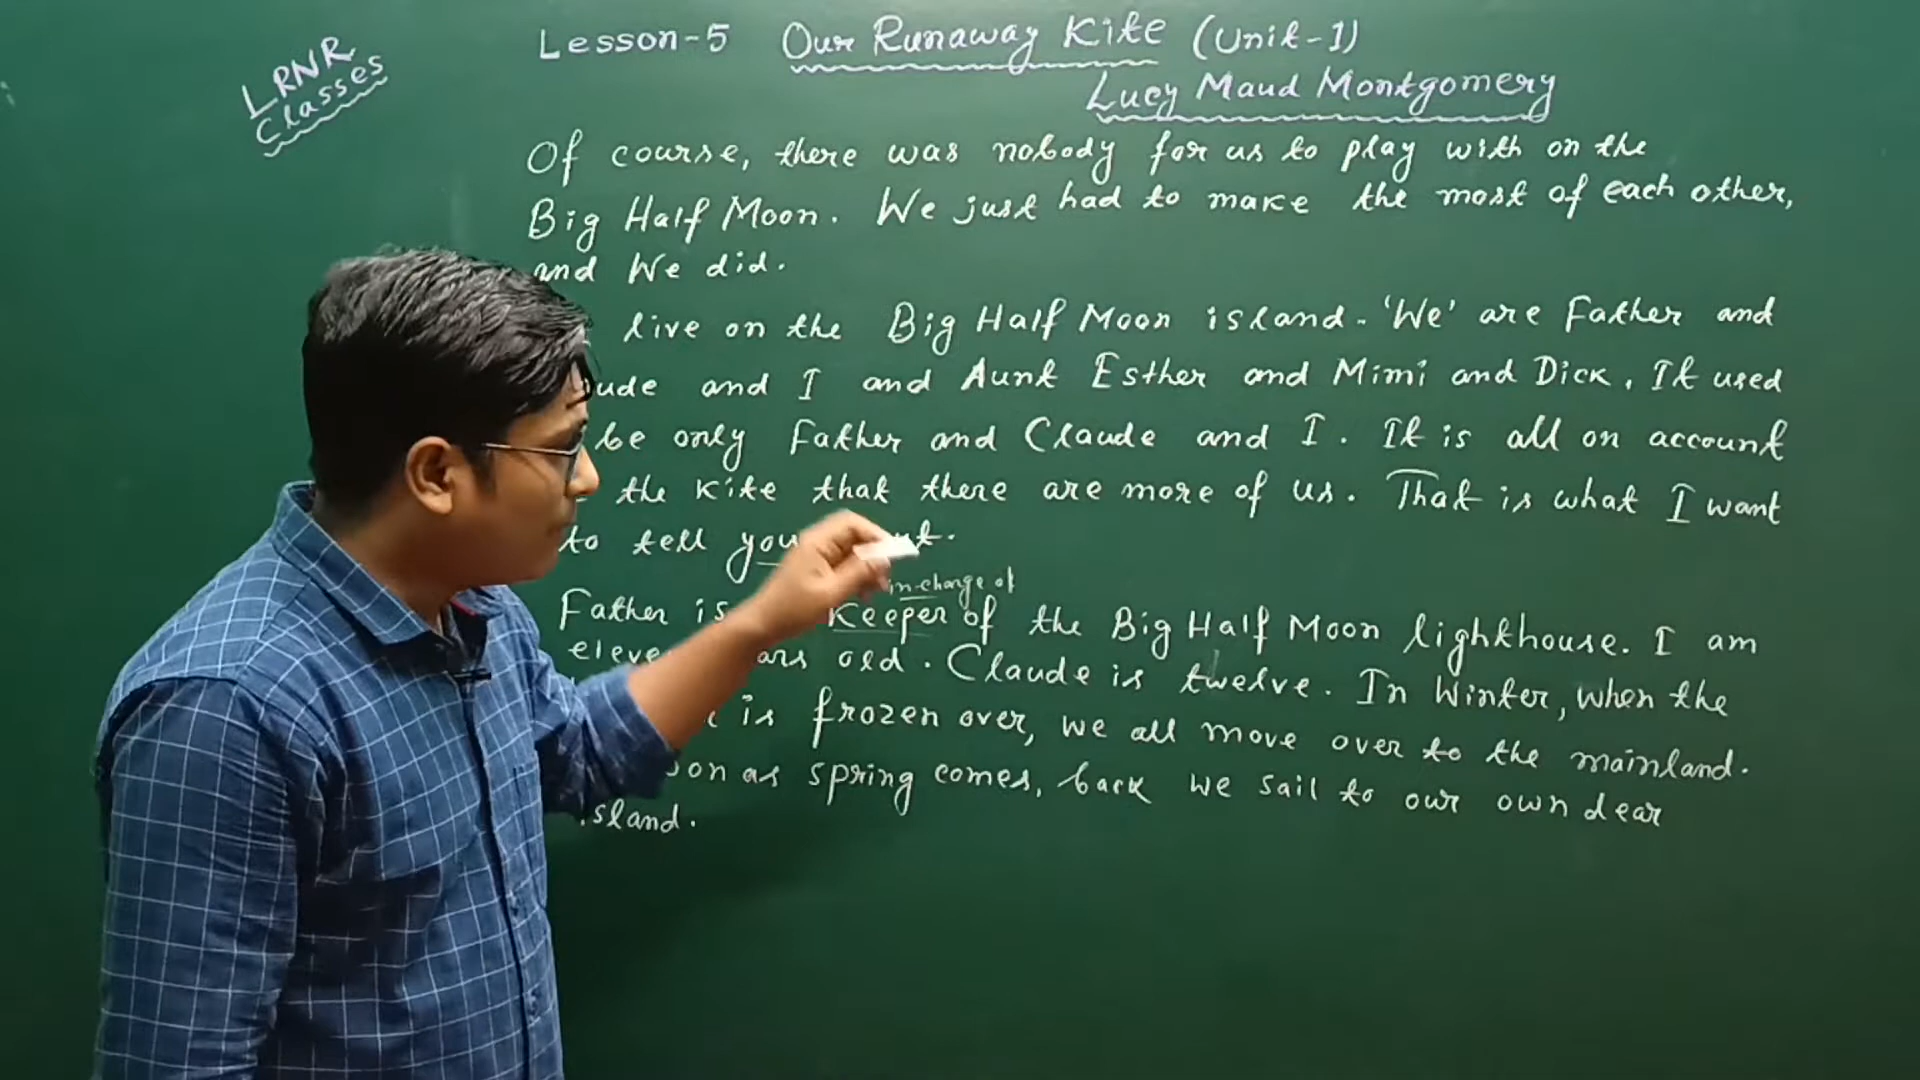 LRNR
Classes
Lesson-5 Our Runaway Kite (Unit-1)
Lucy Maud Montgomery
Of course, there was nobody for us to play with on the
Big Half Moon. We just had to make the most of each other,
and We did.
live on the Big Half Moon island. 'We' are Father and
ude and I and Aunt Esther and Mimi and Dick. It used
be only Father and Claude and I. It is all on account
the Kite that there are more of us. That is what I want
to tell you
in-charge of
Father is Keeper of the Big Half Moon lighthouse. I am
eleve ars old. Claude is twelve. In Winter, when the
is frozen over, we all move over to the mainland.
oon as spring comes, back we sail to our own dear
island.